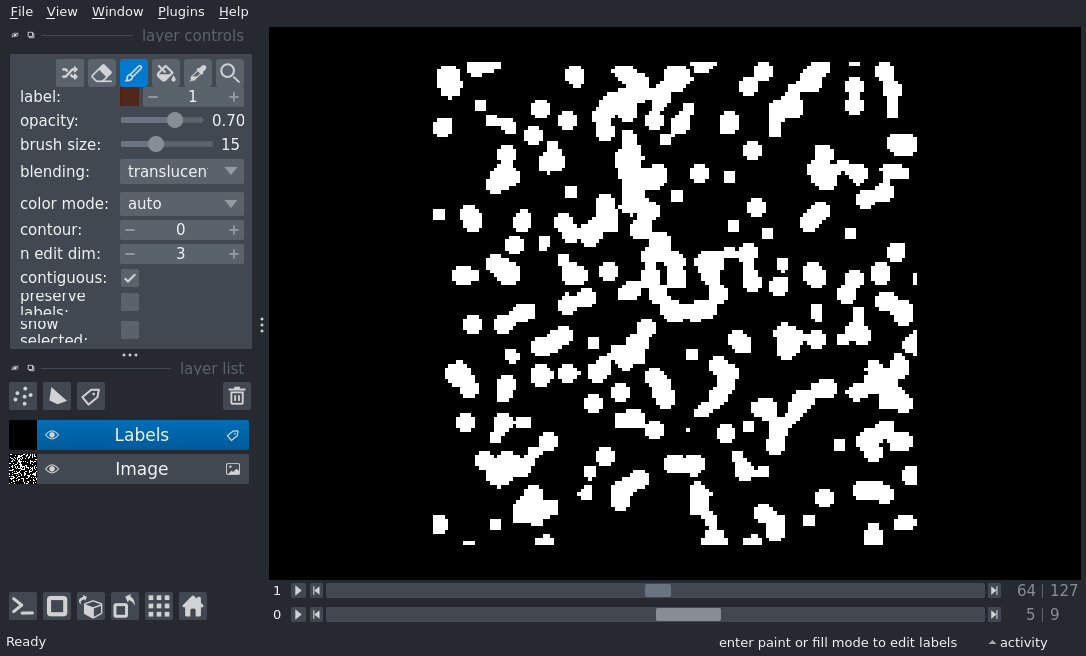 File View Window Plugins Help
layer controls
label: 1
opacity: 0.70
brush size: 15
blending: translucen
color mode: auto
contour: 0
n edit dim: 3
contiguous:
preserve
labels:
show
selected:
layer list
Labels
Image
1 64 127
0 5 9
Ready enter paint or fill mode to edit labels activity